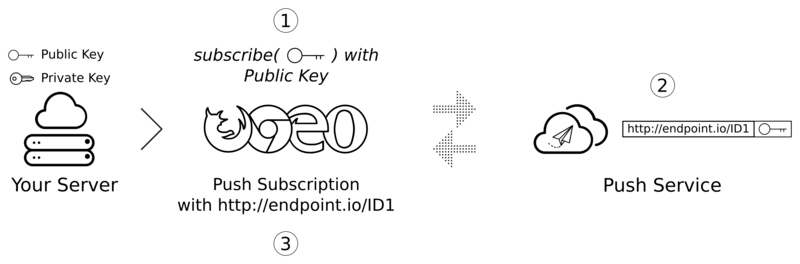 Public Key
Private Key
Your Server
1
subscribe( ) with
Public Key
Push Subscription
with http://endpoint.io/ID1
3
2
http://endpoint.io/ID1
Push Service